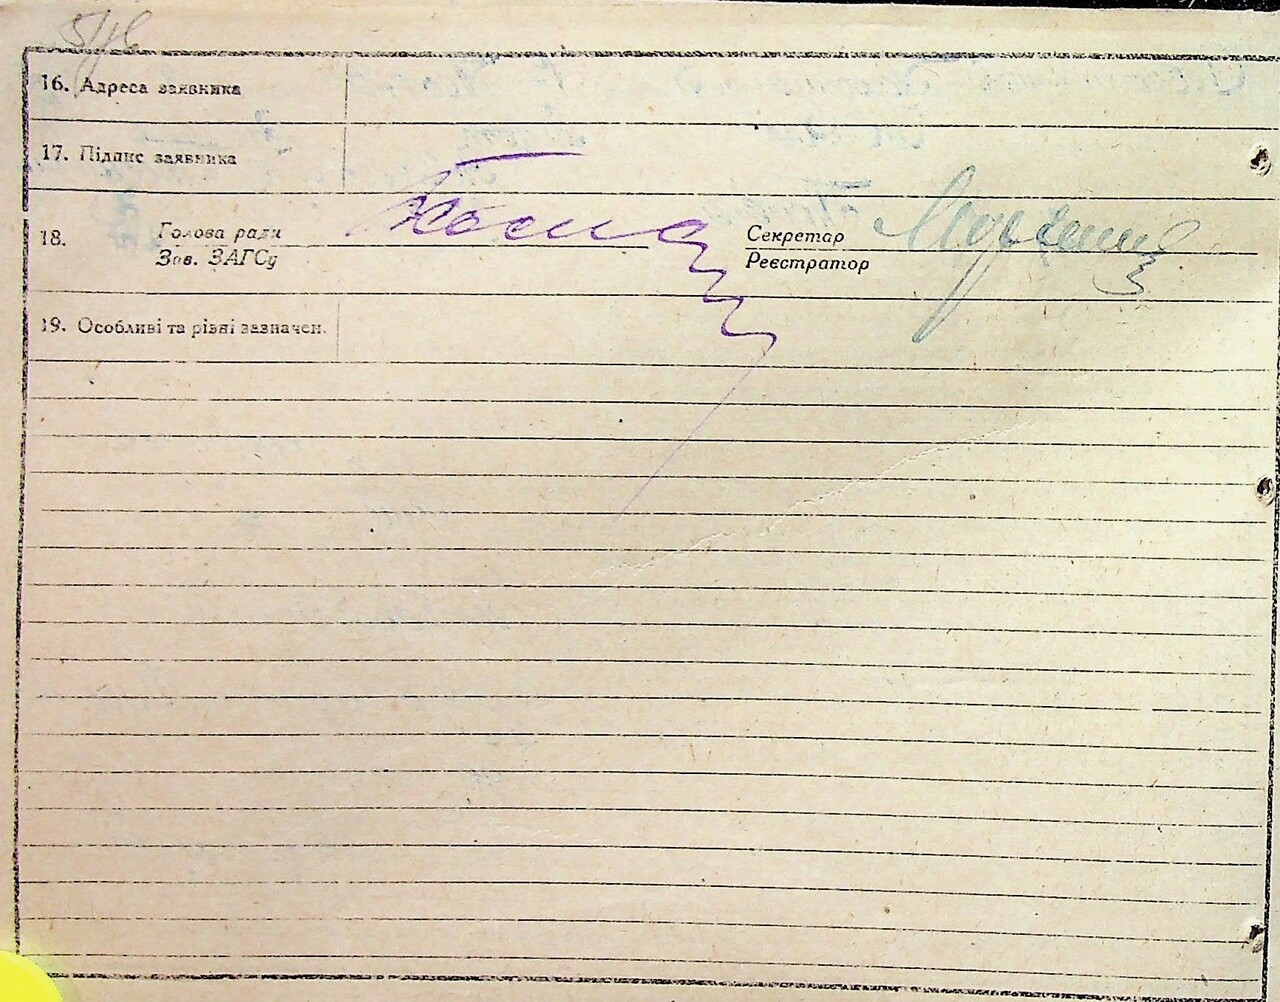 16. Адреса заявника
17. Підпис заявника
18. Голова ради
Зав. ЗАГСу
Секретар
Реєстратор
19. Особливі та різні зазначен.